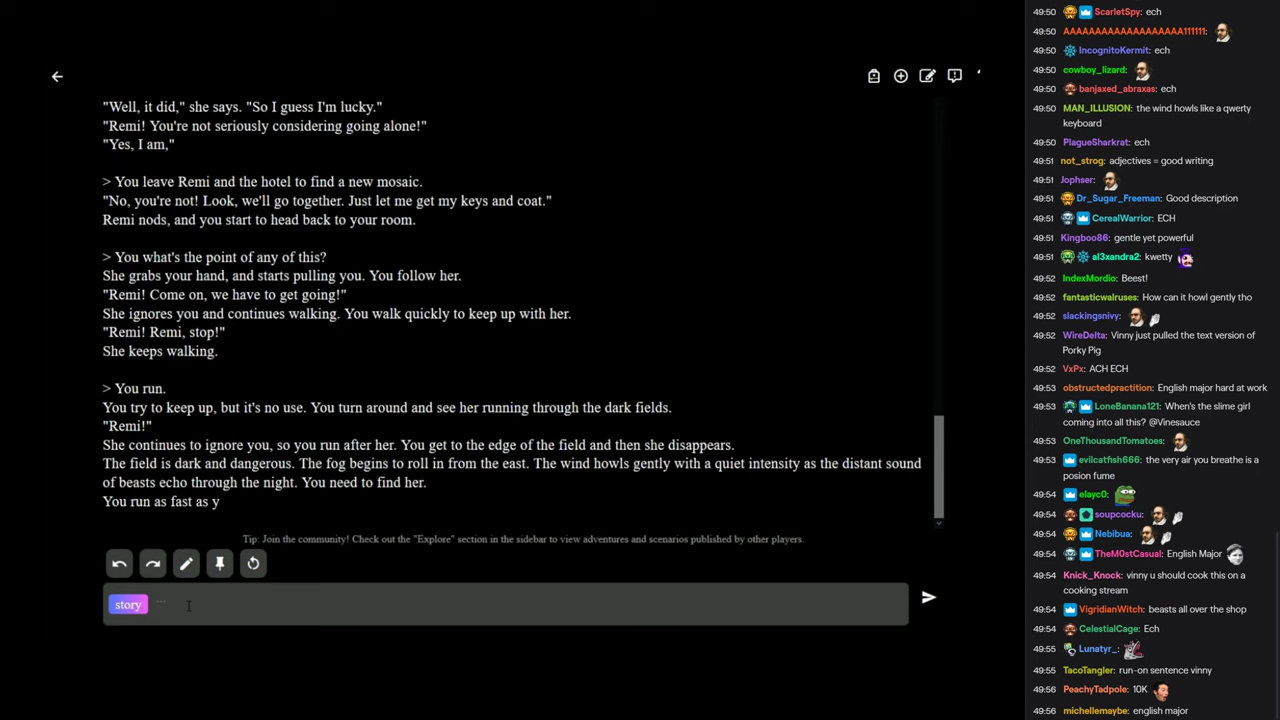 "Well, it did," she says. "So I guess I'm lucky."
"Remi! You're not seriously considering going alone!"
"Yes, I am,"
> You leave Remi and the hotel to find a new mosaic.
"No, you're not! Look, we'll go together. Just let me get my keys and coat."
Remi nods, and you start to head back to your room.
> You what's the point of any of this?
She grabs your hand, and starts pulling you. You follow her.
"Remi! Come on, we have to get going!"
She ignores you and continues walking. You walk quickly to keep up with her.
"Remi! Remi, stop!"
She keeps walking.
> You run.
You try to keep up, but it's no use. You turn around and see her running through the dark fields.
"Remi!"
She continues to ignore you, so you run after her. You get to the edge of the field and then she disappears.
The field is dark and dangerous. The fog begins to roll in from the east. The wind howls gently with a quiet intensity as the distant sound
of beasts echo through the night. You need to find her.
You run as fast as y
Tip: Join the community! Check out the "Explore" section in the sidebar to view adventures and scenarios published by other players.
story ...
49:50 ScarletSpy: ech
49:50 AAAAAAAAAAAAAAAAAAA111111:
49:50 IncognitoKermit: ech
49:50 cowboy_lizard:
49:50 banjaxed_abraxas: ech
49:50 MAN_ILLUSION: the wind howls like a qwerty
keyboard
49:50 PlagueSharkrat: ech
49:51 not_strog: adjectives = good writing
49:51 Jophser:
49:51 Dr_Sugar_Freeman: Good description
49:51 CerealWarrior: ECH
49:51 Kingboo86: gentle yet powerful
49:51 al3xandra2: kwetty
49:52 IndexMordio: Beest!
49:52 fantasticwalruses: How can it howl gently tho
49:52 slackingsnivy:
49:52 WireDelta: Vinny just pulled the text version of
Porky Pig
49:52 VxPx: ACH ECH
49:53 obstructedpractition: English major hard at work
49:53 LoneBanana121: When's the slime girl
coming into all this? @Vinesauce
49:53 OneThousandTomatoes:
49:53 evilcatfish666: the very air you breathe is a
posion fume
49:54 elayc0:
49:54 soupcocku:
49:54 Nebibua:
49:54 TheM0stCasual: English Major
49:54 Knick_Knock: vinny u should cook this on a
cooking stream
49:54 VigridianWitch: beasts all over the shop
49:54 CelestialCage: Ech
49:55 Lunatyr_:
49:55 TacoTangler: run-on sentence vinny
49:56 PeachyTadpole: 10K
49:56 michellemaybe: english major